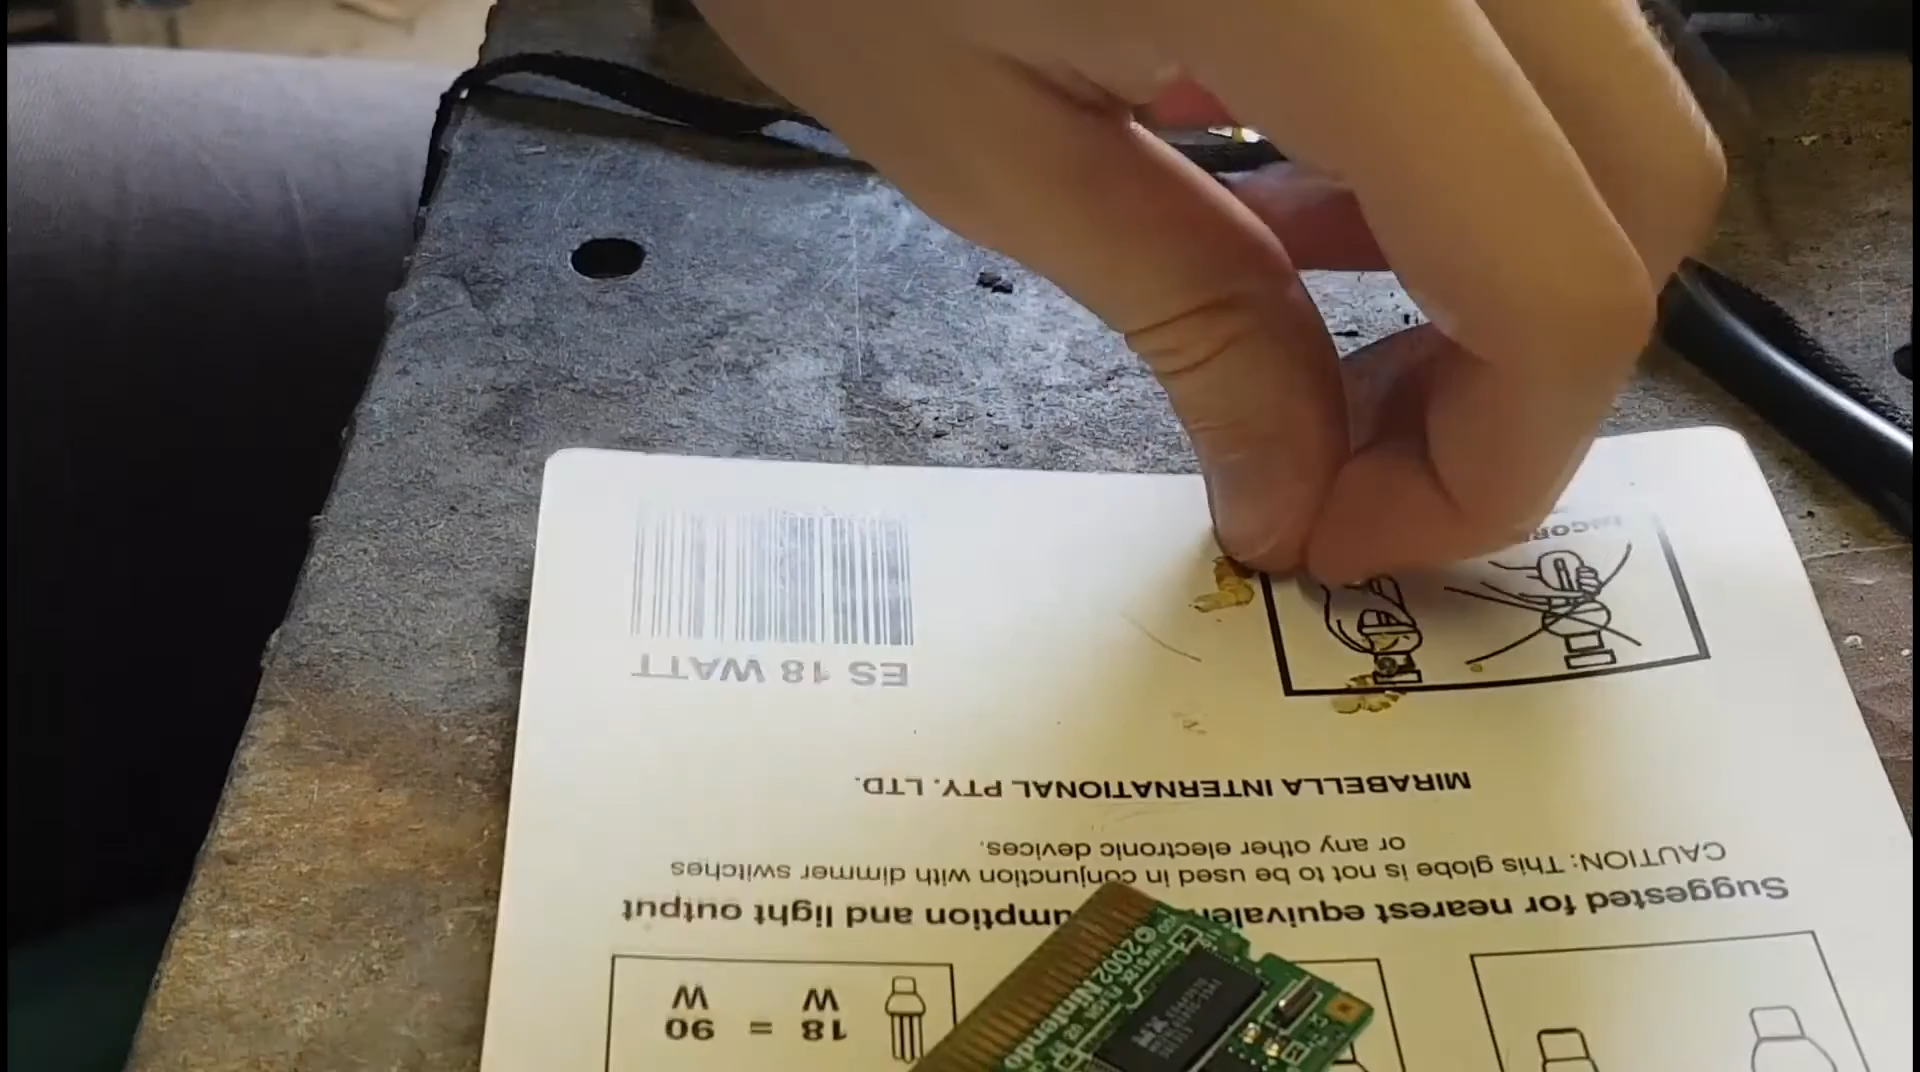 Suggested for nearest equivalent
umption and light output
CAUTION: This globe is not to be used in conjunction with dimmer switches
or any other electronic devices.
MIRABELLA INTERNATIONAL PTY. LTD.
ES 18 WATT
18 W = 90 W
©2002 Nintendo